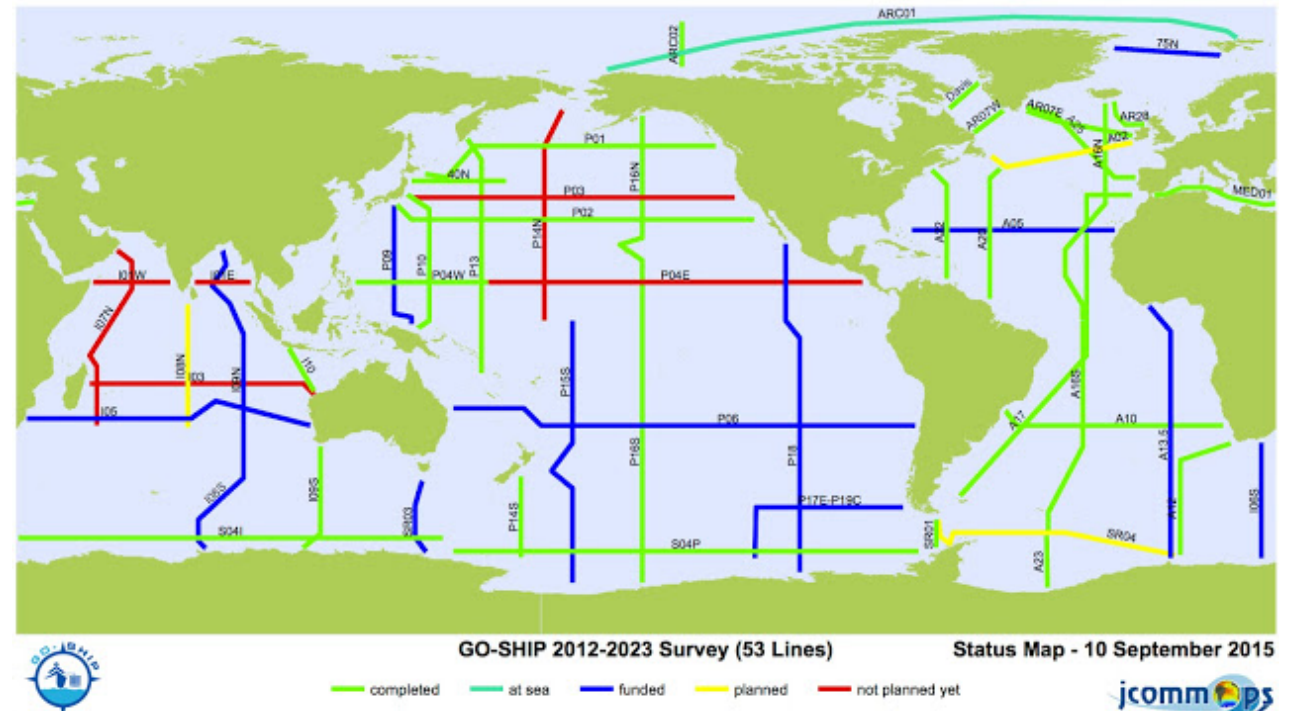 ARC01
ARC02
75N
Davis
AR07W
AR07E
A25
AR28
A02
A16N
P01
P16N
40N
MED01
P03
P02
A22
A20
A05
P14N
P09
P10
P13
I01W
I01E
P04W
P04E
I07N
I08N
I10
I03
I09N
P15S
A16S
I05
P06
A17
A10
P16S
P18
A13.5
I08S
I09S
P17E-P19C
SR03
P14S
A12
I06S
S04I
S04P
SR01
SR04
A23
GO-SHIP
GO-SHIP 2012-2023 Survey (53 Lines)
Status Map - 10 September 2015
completed
at sea
funded
planned
not planned yet
jcommops